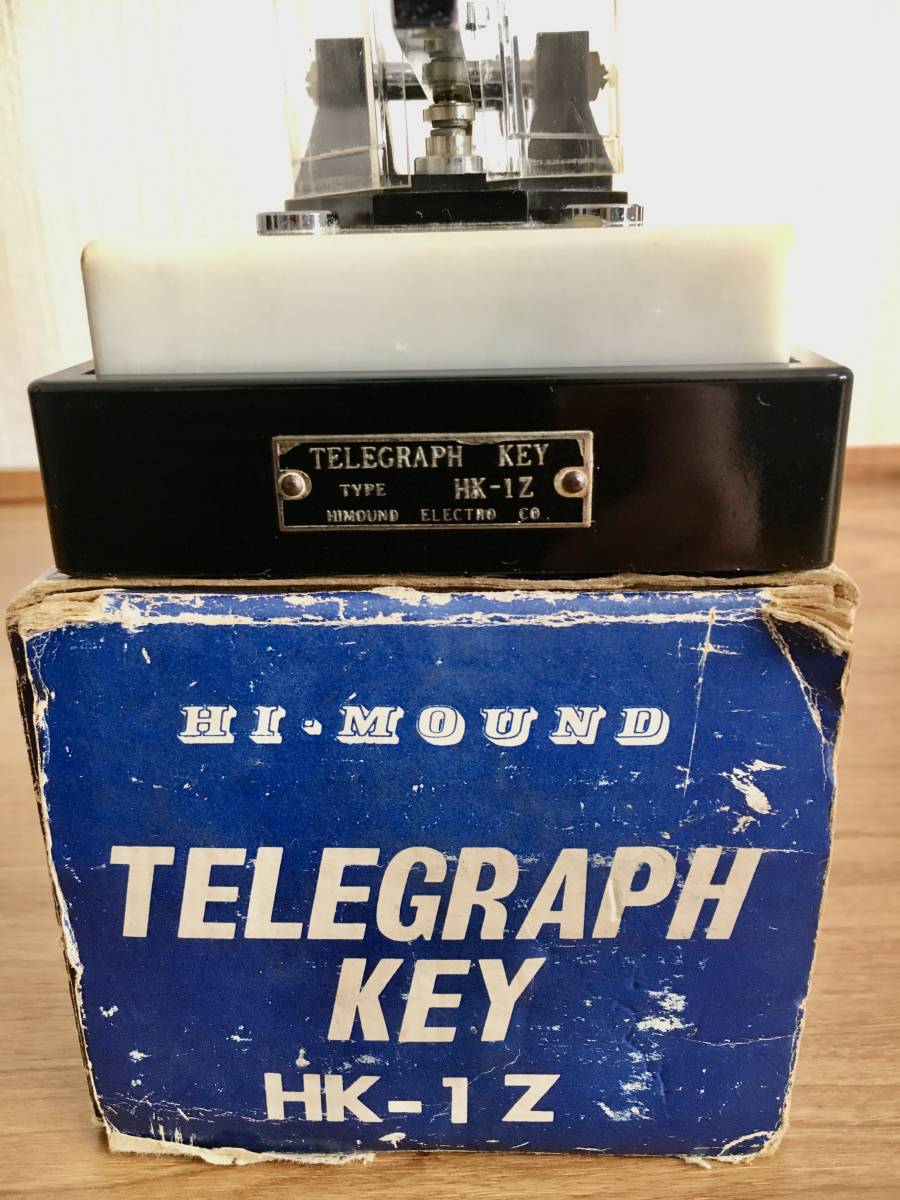 TELEGRAPH KEY
TYPE HK-1Z
HIMOUND ELECTRO CO.
HI-MOUND
TELEGRAPH
KEY
HK-1Z